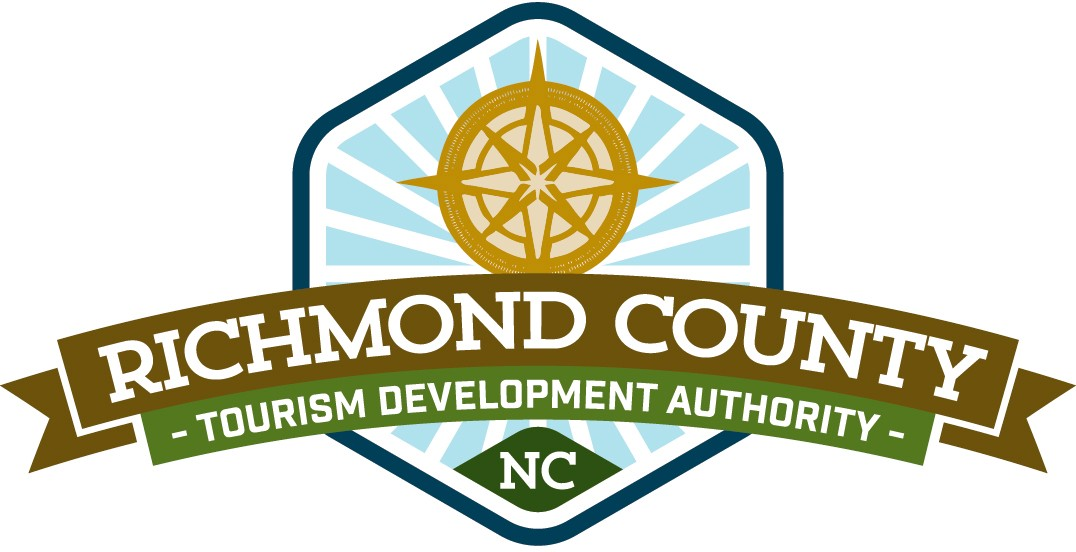 RICHMOND COUNTY
- TOURISM DEVELOPMENT AUTHORITY -
NC